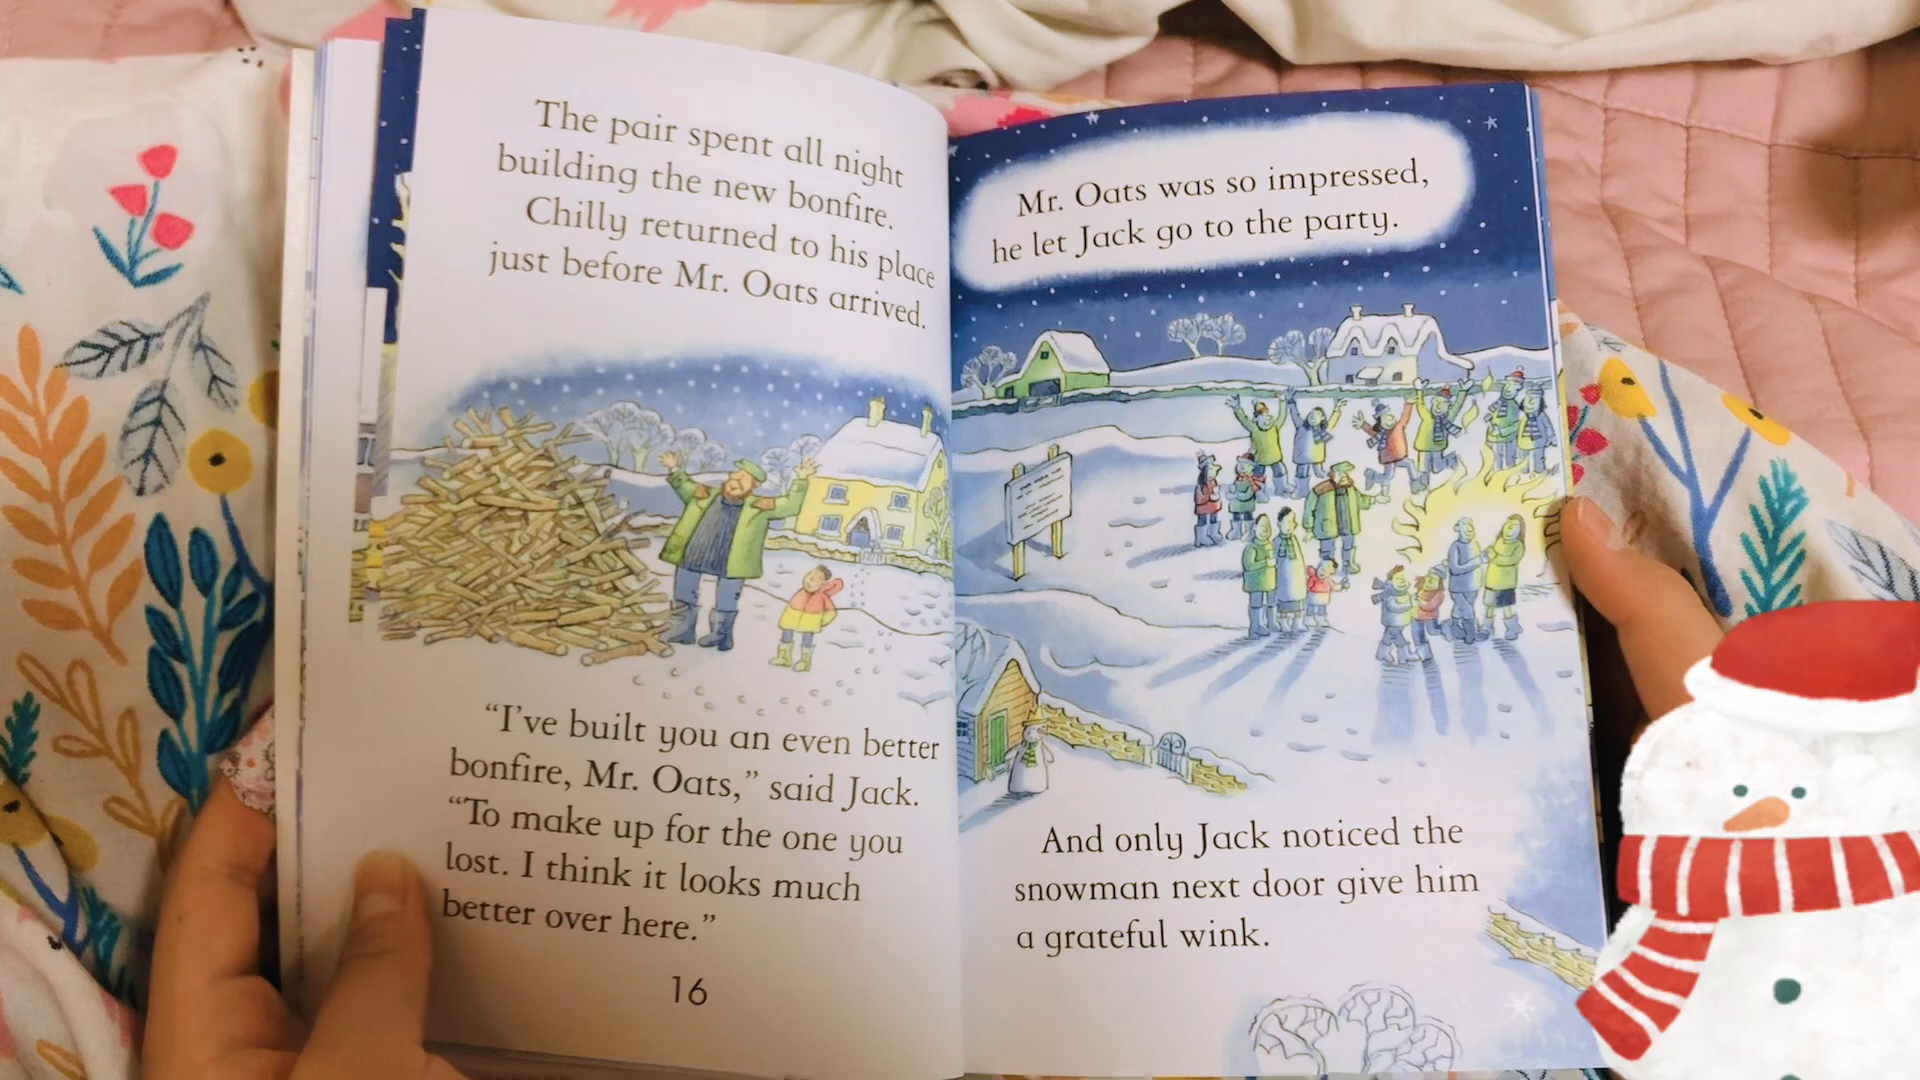 The pair spent all night
building the new bonfire.
Chilly returned to his place
just before Mr. Oats arrived.
“I’ve built you an even better
bonfire, Mr. Oats,” said Jack.
“To make up for the one you
lost. I think it looks much
better over here.”
16
Mr. Oats was so impressed,
he let Jack go to the party.
And only Jack noticed the
snowman next door give him
a grateful wink.